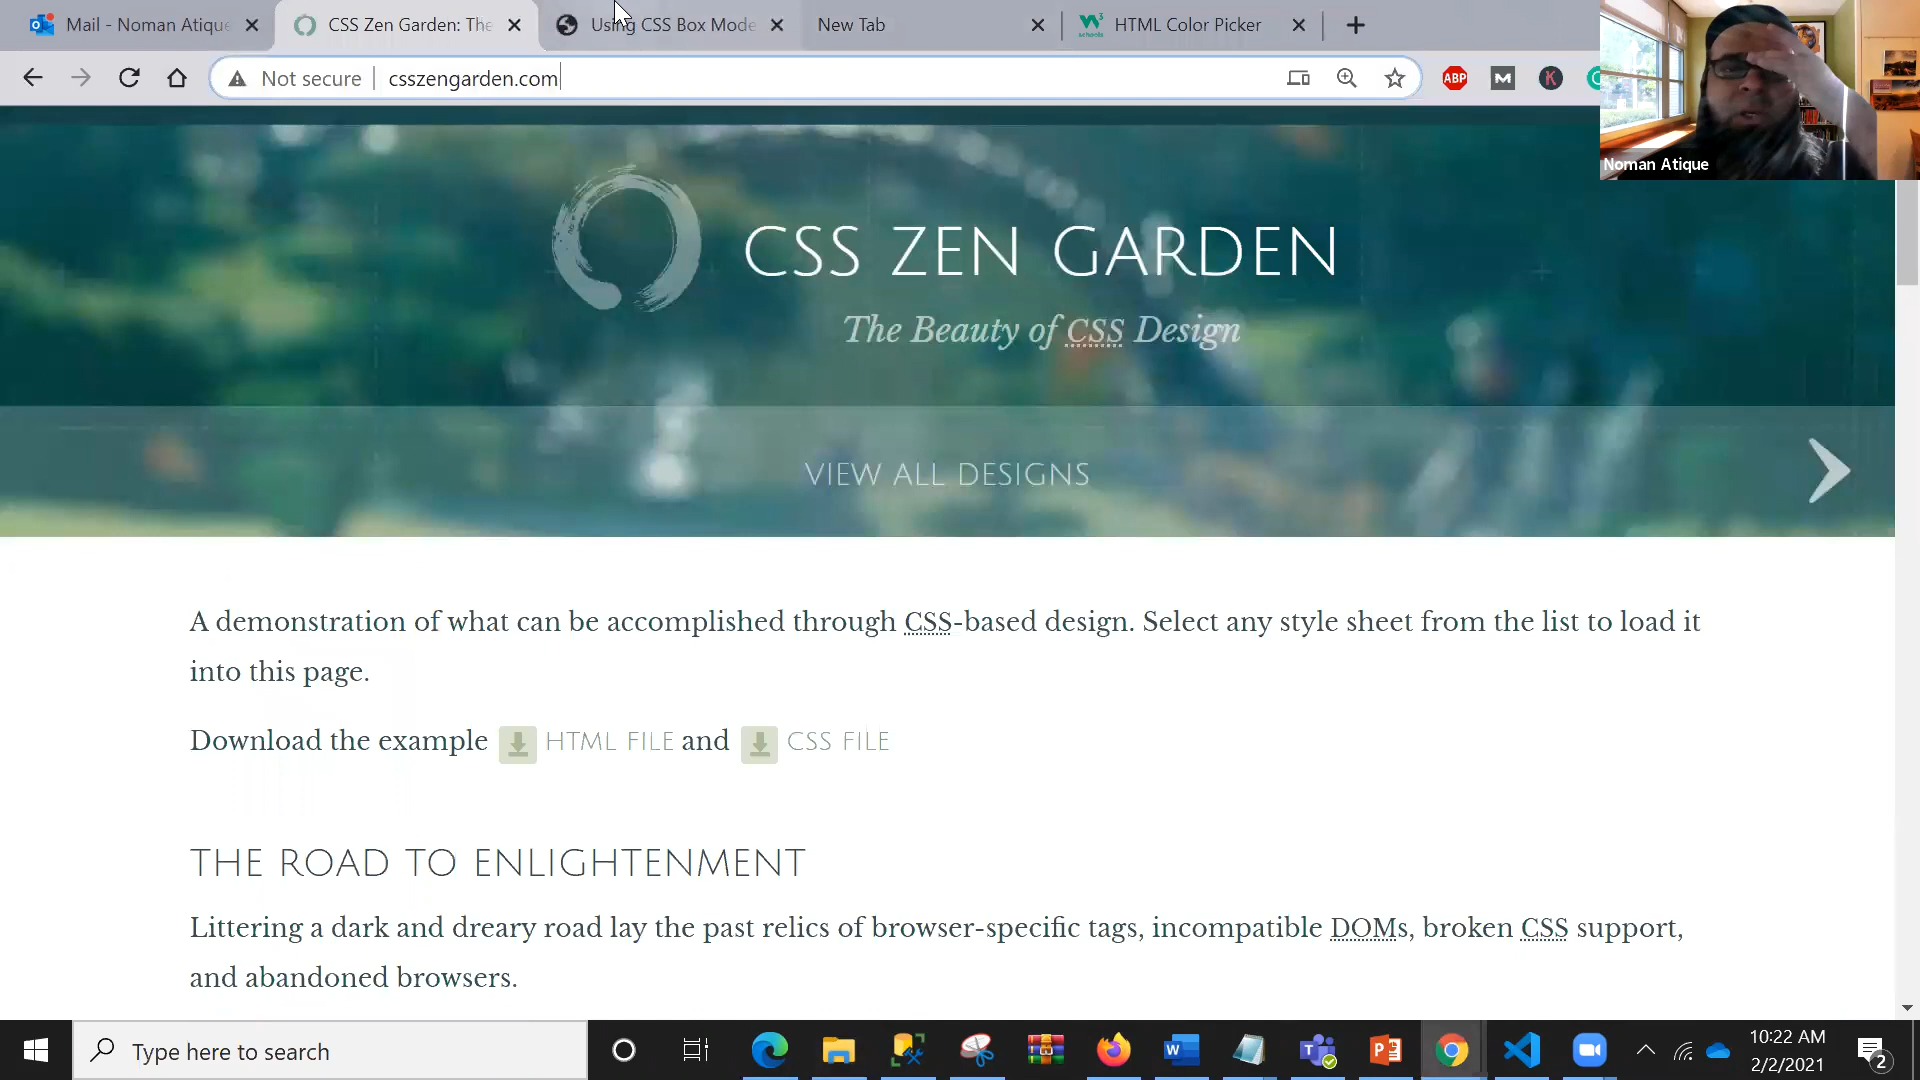 Mail - Noman Atique
CSS Zen Garden: The
Using CSS Box Mode
New Tab
HTML Color Picker
Not secure
csszengarden.com
ABP
M
K
Noman Atique
CSS ZEN GARDEN
The Beauty of CSS Design
VIEW ALL DESIGNS
A demonstration of what can be accomplished through CSS-based design. Select any style sheet from the list to load it
into this page.
Download the example HTML FILE and CSS FILE
THE ROAD TO ENLIGHTENMENT
Littering a dark and dreary road lay the past relics of browser-specific tags, incompatible DOMs, broken CSS support,
and abandoned browsers.
Type here to search
10:22 AM
2/2/2021
2